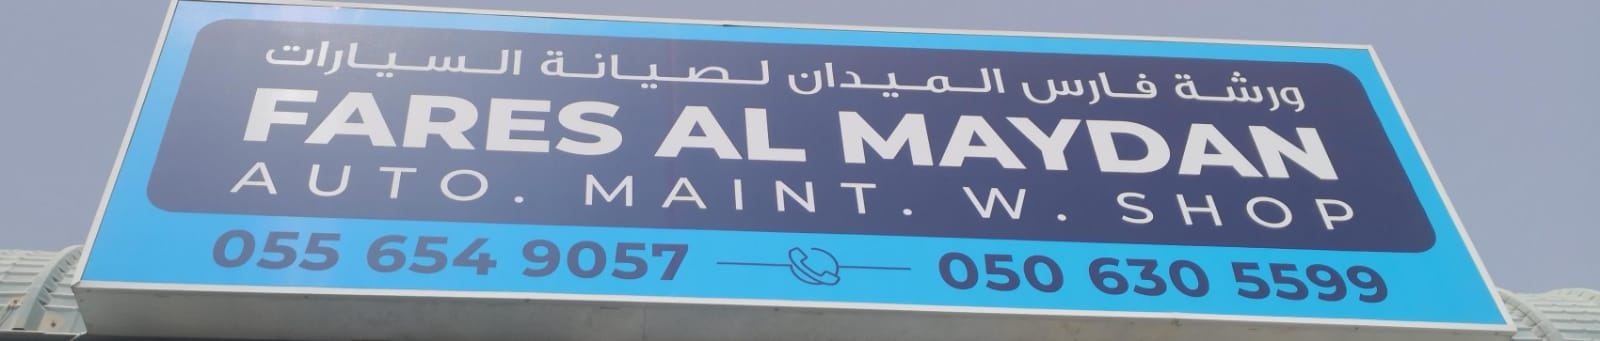 ورشة فارس الميدان لصيانة السيارات
FARES AL MAYDAN
AUTO. MAINT. W. SHOP
055 654 9057 050 630 5599